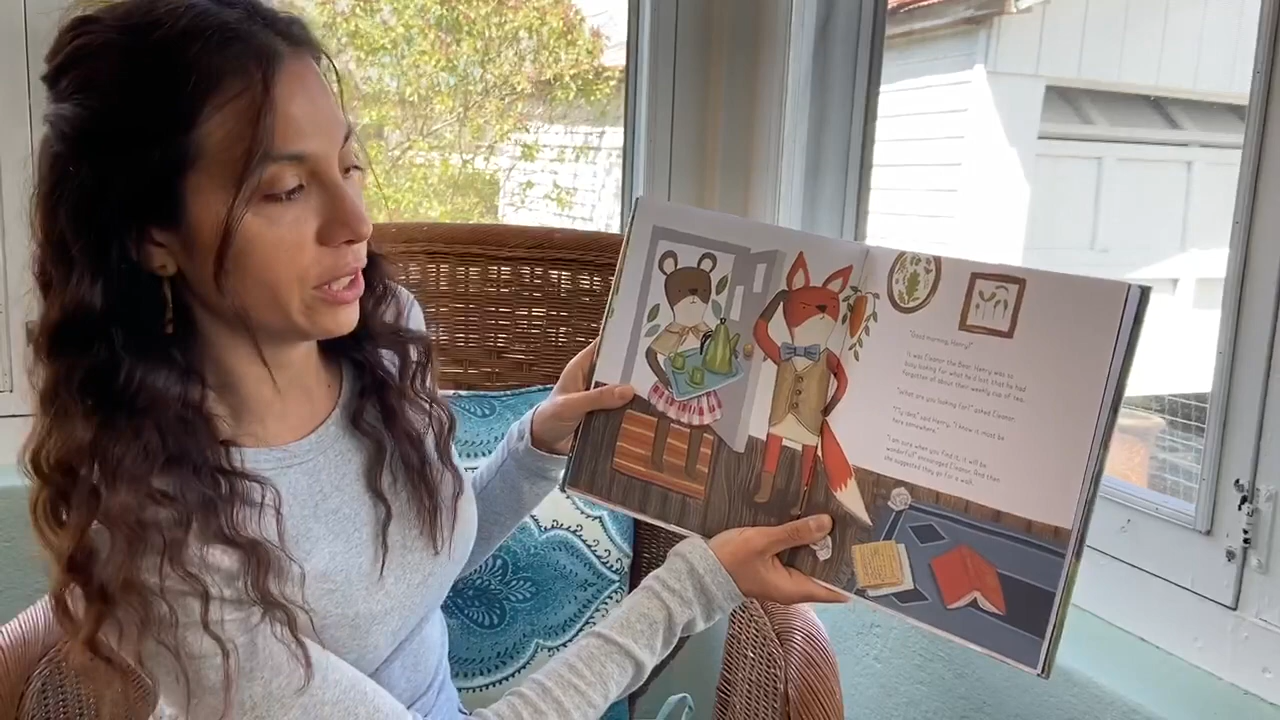 "Good morning, Henry!"
It was Eleanor the Bear. Henry was so
busy looking for what he'd lost that he had
forgotten all about their weekly cup of tea.
"What are you looking for?" asked Eleanor.
"My idea," said Henry. "I know it must be
here somewhere."
"I am sure when you find it, it will be
wonderful!" encouraged Eleanor. And then
she suggested they go for a walk.